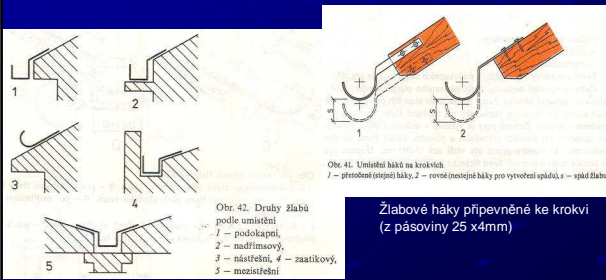 1
2
3
4
5
Obr. 42. Druhy žlabů
podle umístění
1 — podokapní,
2 — nadřímsový,
3 — nástřešní, 4 — zaatikový,
5 — mezistřešní
s
s
1
2
Obr. 41. Umístění háků na krokvích
1 — přetočené (stejné) háky, 2 — rovné (nestejné háky pro vytvoření spádu), s — spád žlabu
Žlabové háky připevněné ke krokvi
(z pásoviny 25 x4mm)